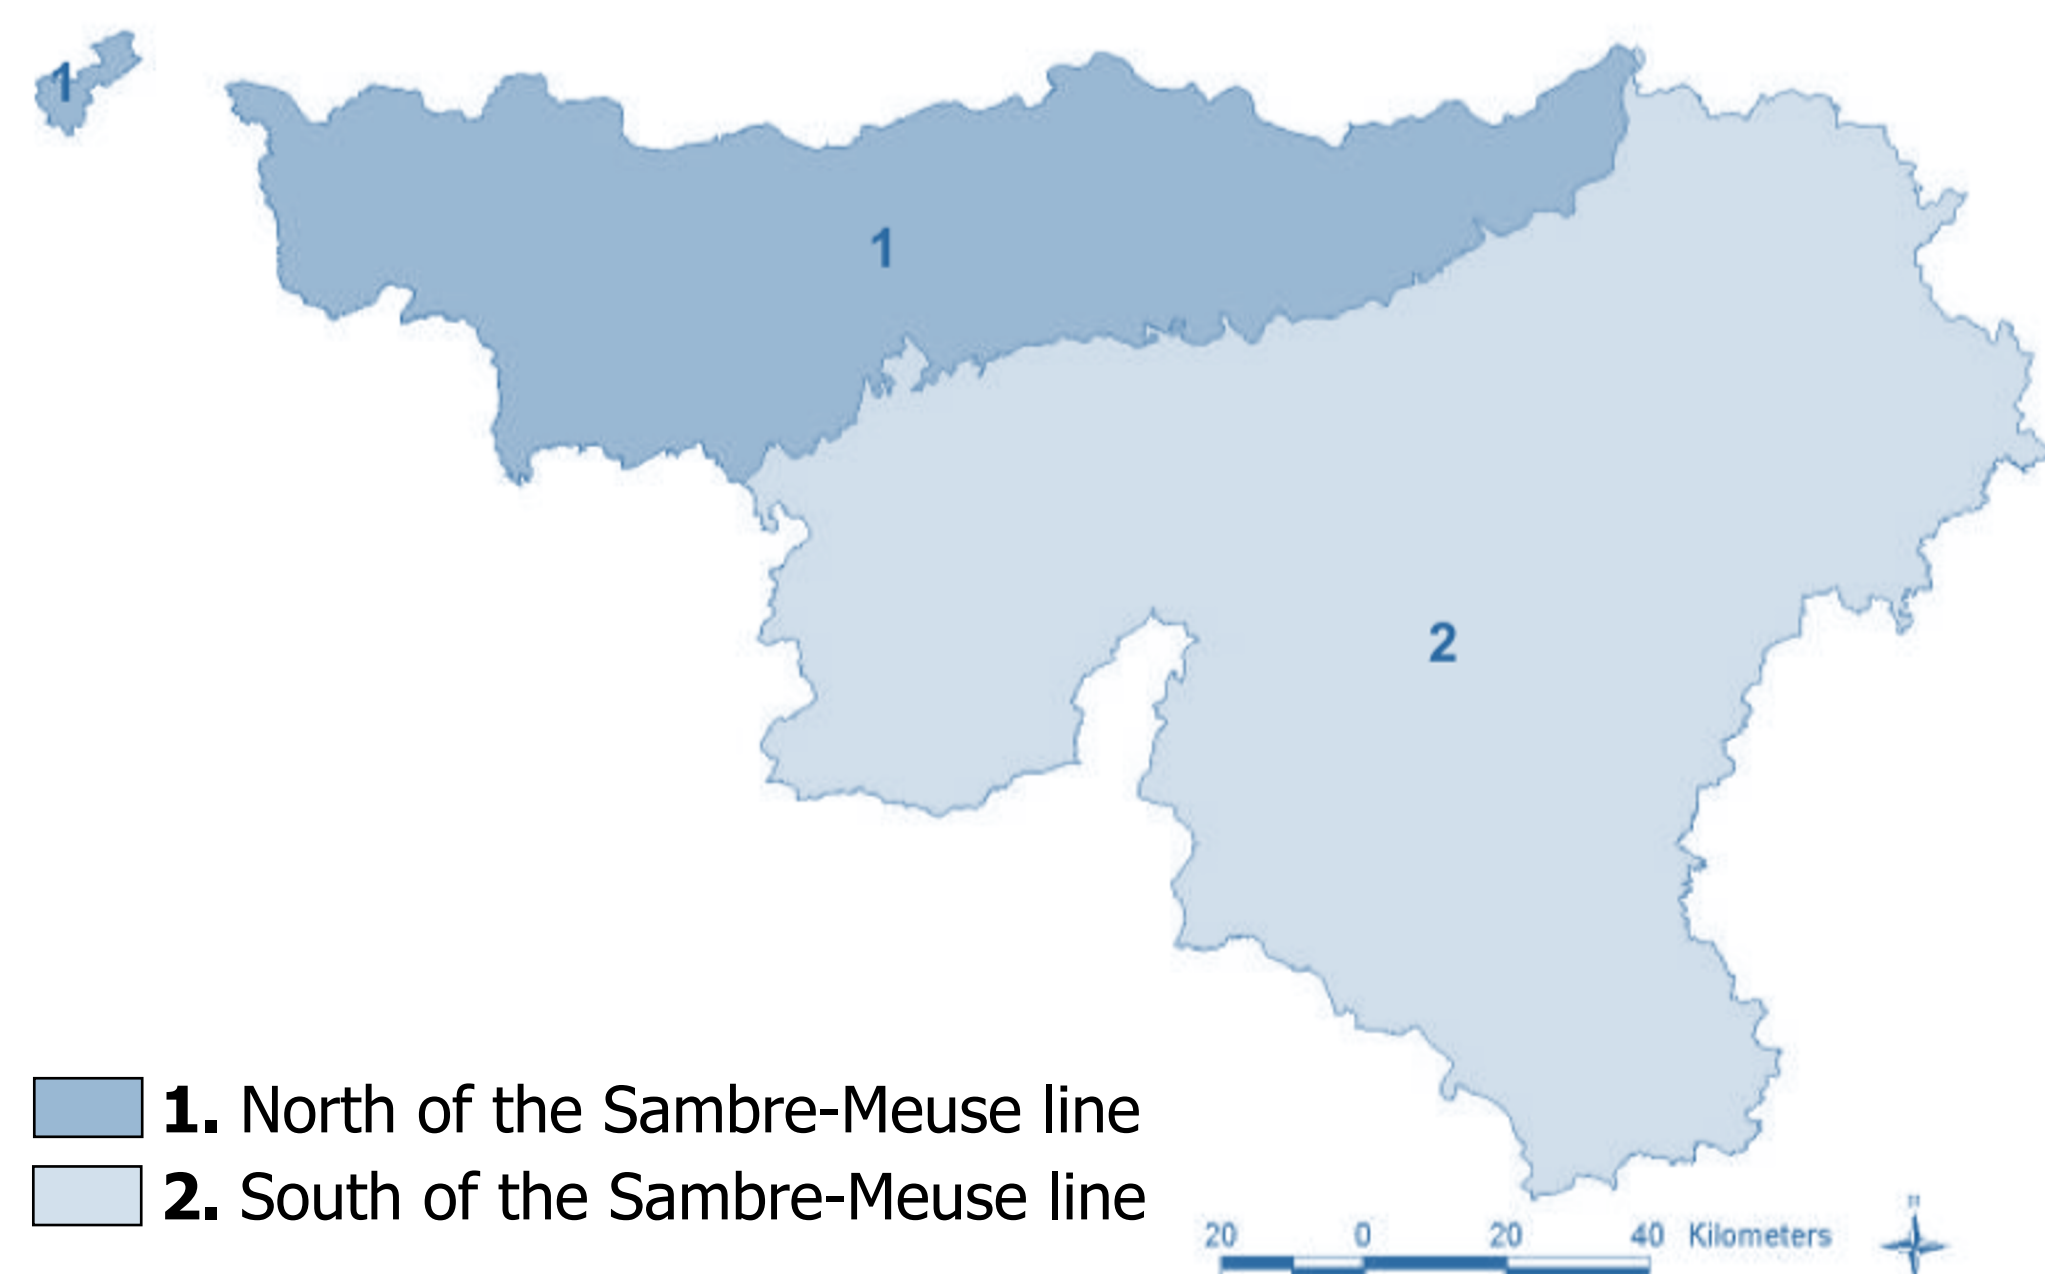 1
1
2
1. North of the Sambre-Meuse line
2. South of the Sambre-Meuse line
20 0 20 40 Kilometers
N